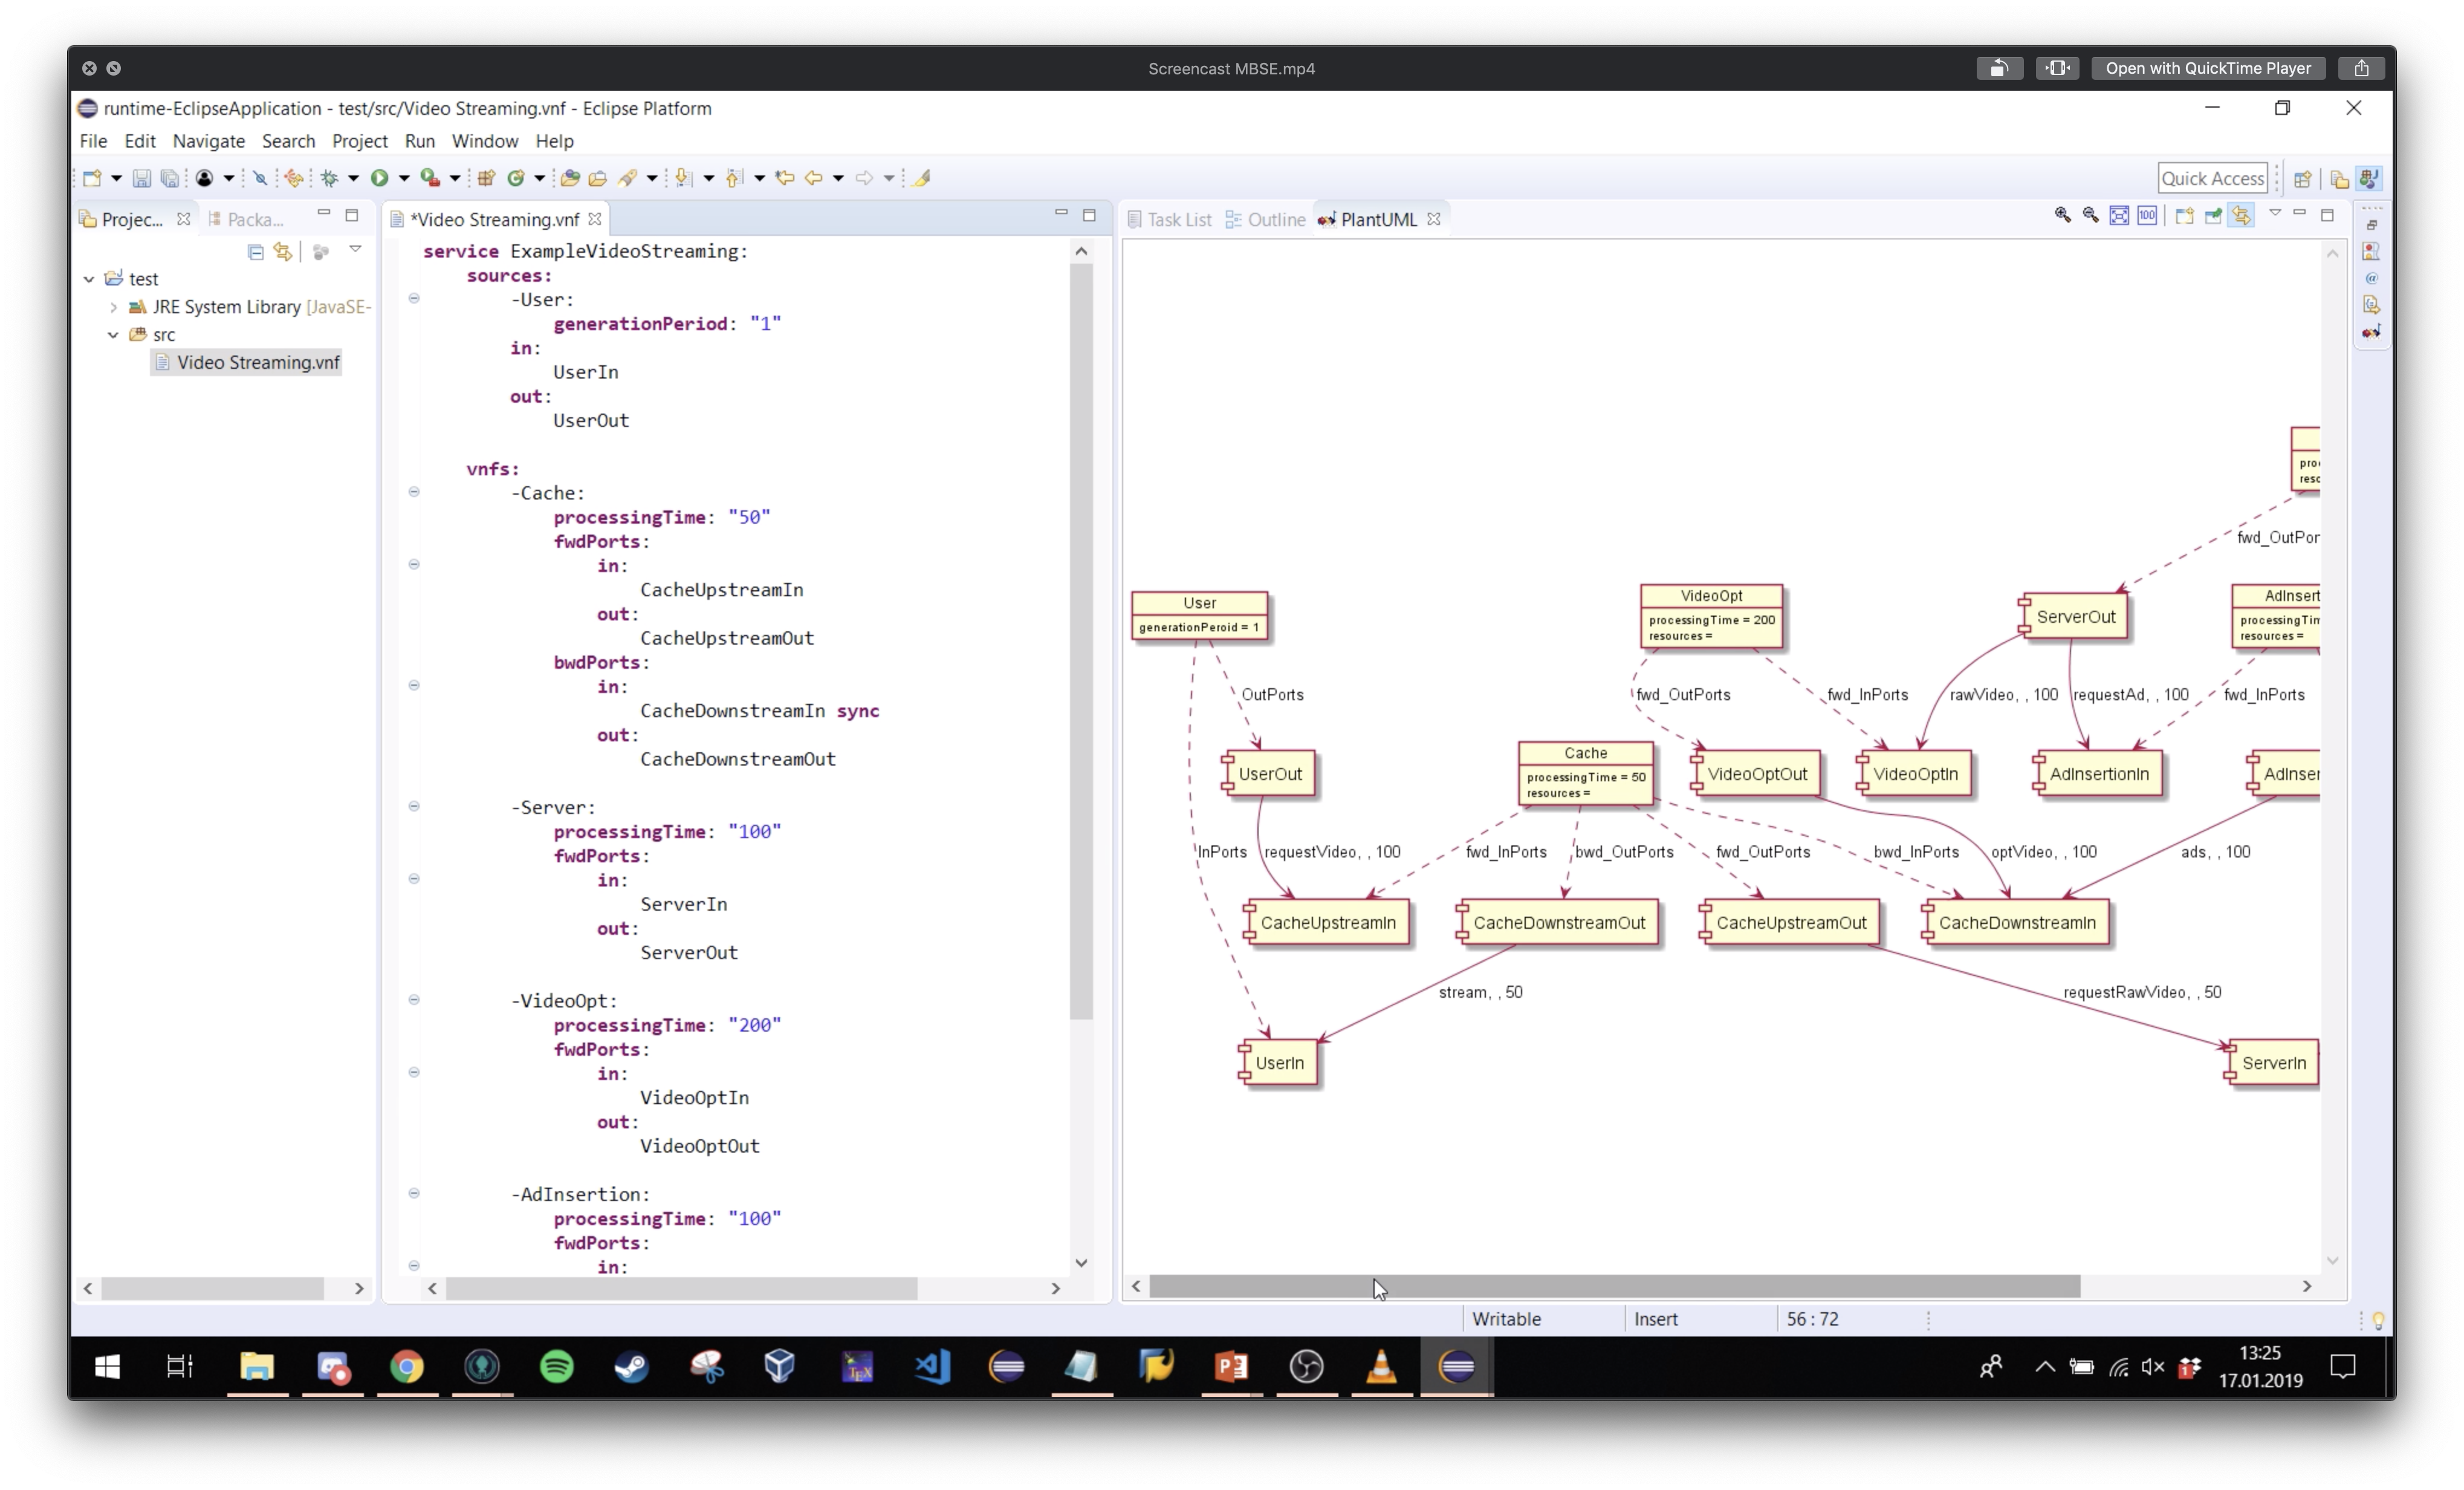 Screencast MBSE.mp4
Open with QuickTime Player
runtime-EclipseApplication - test/src/Video Streaming.vnf - Eclipse Platform
File Edit Navigate Search Project Run Window Help
Quick Access
Projec...
Packa...
test
JRE System Library [JavaSE-
src
Video Streaming.vnf
*Video Streaming.vnf
service ExampleVideoStreaming:
sources:
-User:
generationPeriod: "1"
in:
UserIn
out:
UserOut
vnfs:
-Cache:
processingTime: "50"
fwdPorts:
in:
CacheUpstreamIn
out:
CacheUpstreamOut
bwdPorts:
in:
CacheDownstreamIn sync
out:
CacheDownstreamOut
-Server:
processingTime: "100"
fwdPorts:
in:
ServerIn
out:
ServerOut
-VideoOpt:
processingTime: "200"
fwdPorts:
in:
VideoOptIn
out:
VideoOptOut
-AdInsertion:
processingTime: "100"
fwdPorts:
in:
Task List Outline PlantUML
100
proc
resc
fwd_OutPor
User
generationPeroid = 1
VideoOpt
processingTime = 200
resources =
ServerOut
AdInsert
processingTim
resources =
OutPorts
fwd_OutPorts
fwd_InPorts
rawVideo, , 100
requestAd, , 100
fwd_InPorts
UserOut
Cache
processingTime = 50
resources =
VideoOptOut
VideoOptIn
AdInsertionIn
AdInser
InPorts
requestVideo, , 100
fwd_InPorts
bwd_OutPorts
fwd_OutPorts
bwd_InPorts
optVideo, , 100
ads, , 100
CacheUpstreamIn
CacheDownstreamOut
CacheUpstreamOut
CacheDownstreamIn
stream, , 50
requestRawVideo, , 50
UserIn
ServerIn
Writable
Insert
56 : 72
13:25
17.01.2019